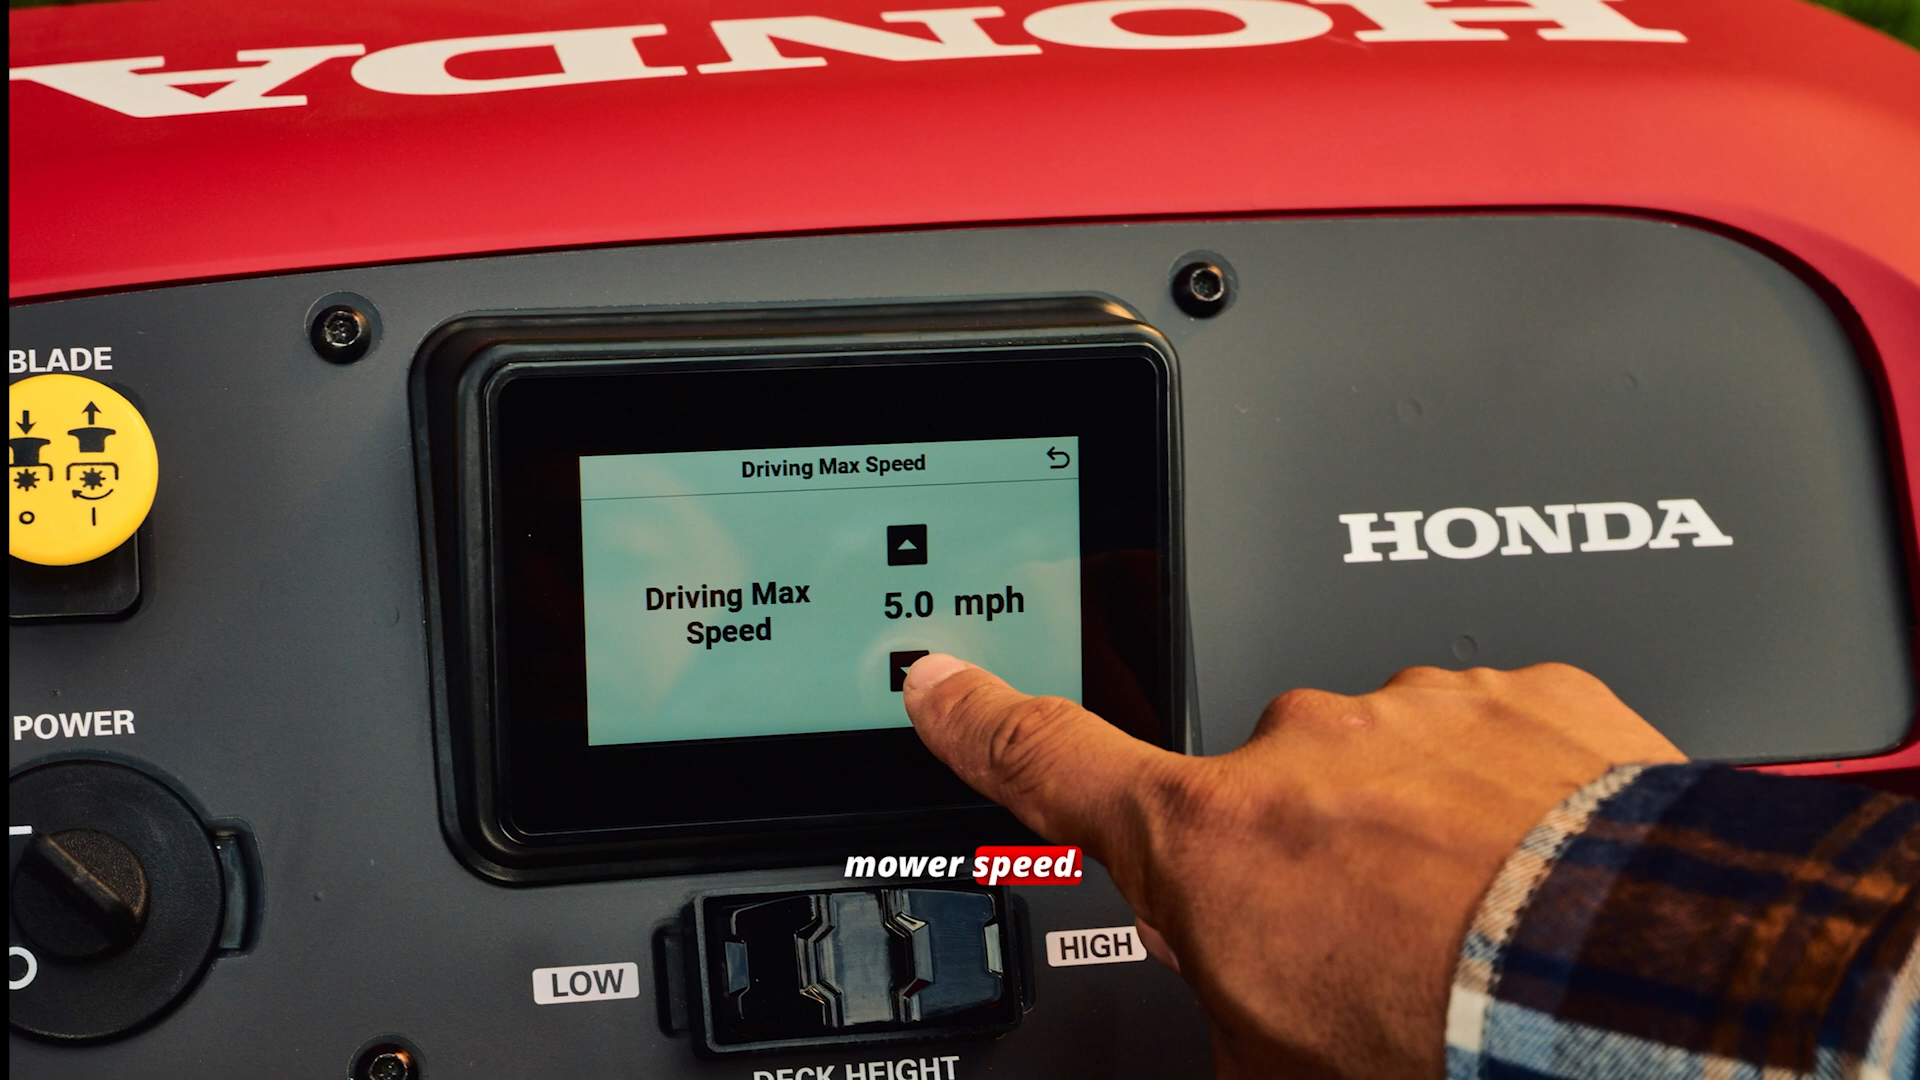 HONDA
BLADE
Driving Max Speed
Driving Max
Speed
5.0 mph
HONDA
POWER
mower speed.
LOW
HIGH
DECK HEIGHT